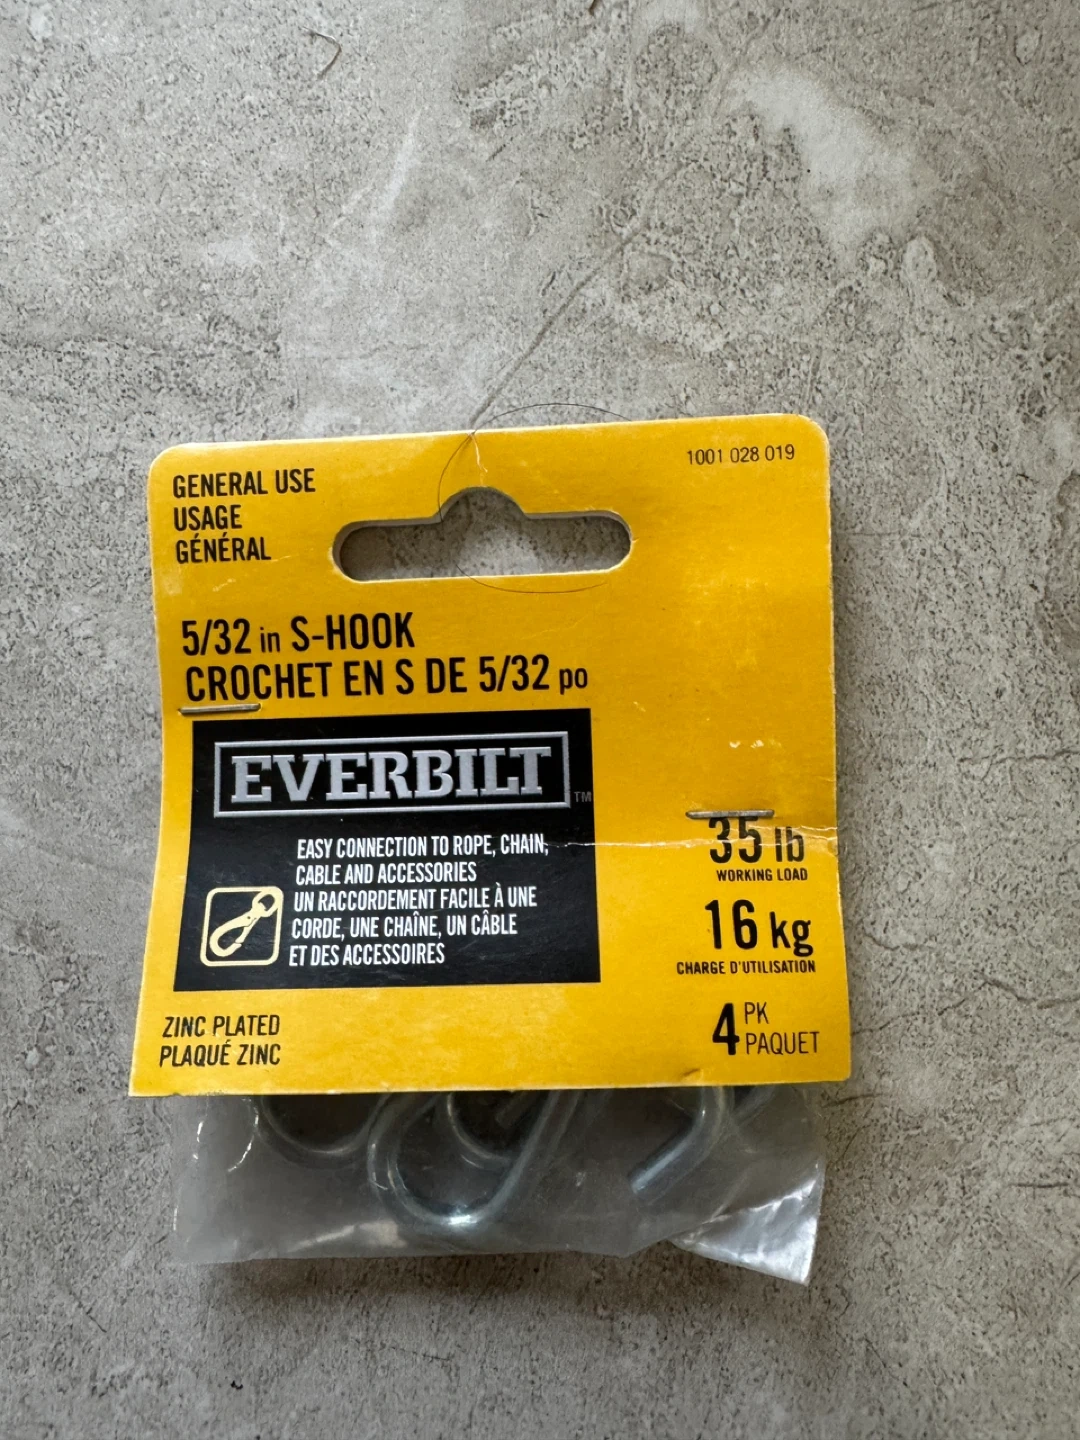 1001 028 019
GENERAL USE
USAGE
GÉNÉRAL
5/32 in S-HOOK
CROCHET EN S DE 5/32 po
EVERBILT™
EASY CONNECTION TO ROPE, CHAIN,
CABLE AND ACCESSORIES
UN RACCORDEMENT FACILE À UNE
CORDE, UNE CHAÎNE, UN CÂBLE
ET DES ACCESSOIRES
35 lb
WORKING LOAD
16 kg
CHARGE D'UTILISATION
ZINC PLATED
PLAQUÉ ZINC
4 PK
PAQUET